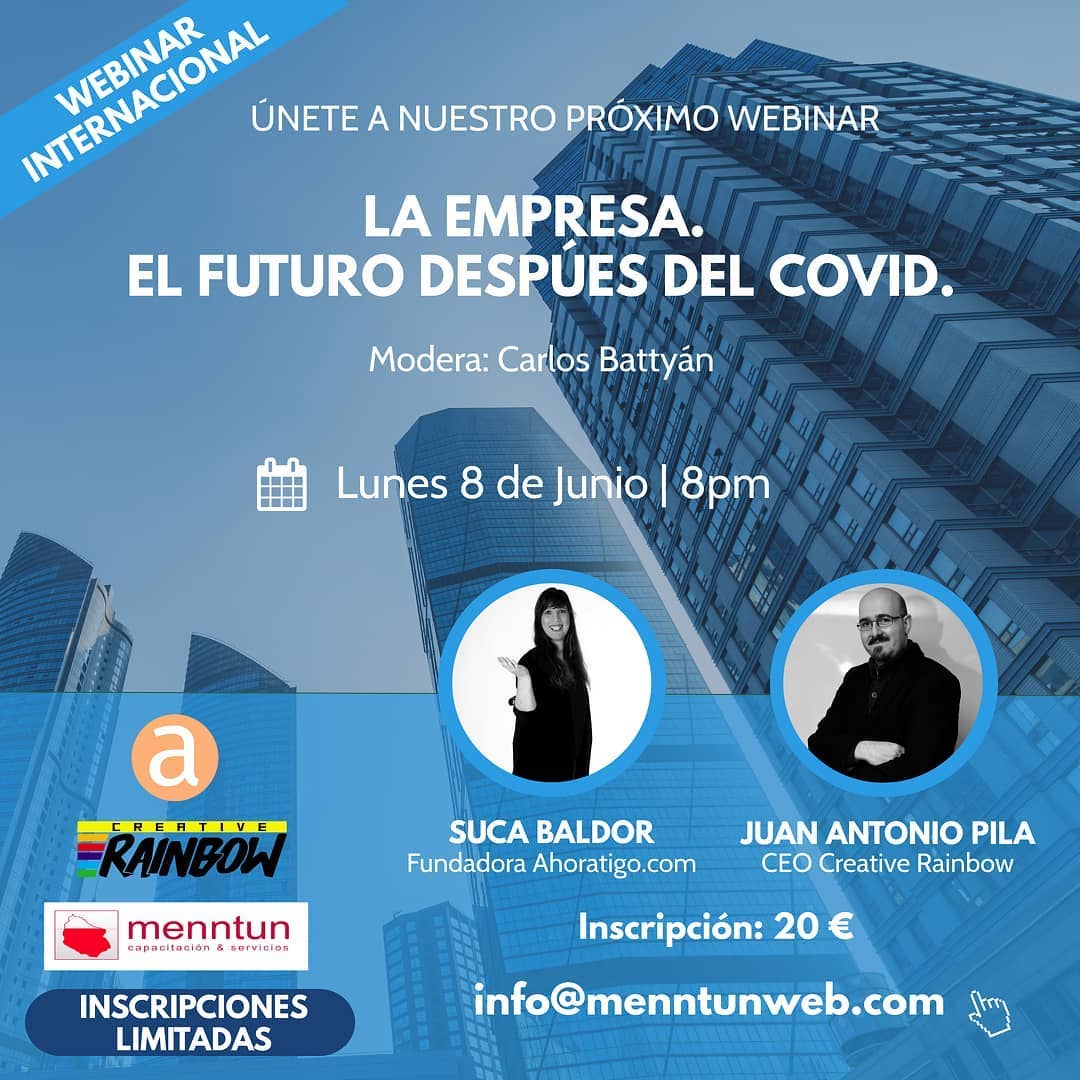 WEBINAR
INTERNACIONAL
ÚNETE A NUESTRO PRÓXIMO WEBINAR
LA EMPRESA.
EL FUTURO DESPÚES DEL COVID.
Modera: Carlos Battyán
Lunes 8 de Junio | 8pm
a
CREATIVE
RAINBOW
menntun
capacitación & servicios
INSCRIPCIONES
LIMITADAS
SUCA BALDOR
Fundadora Ahoratigo.com
JUAN ANTONIO PILA
CEO Creative Rainbow
Inscripción: 20 €
info@menntunweb.com